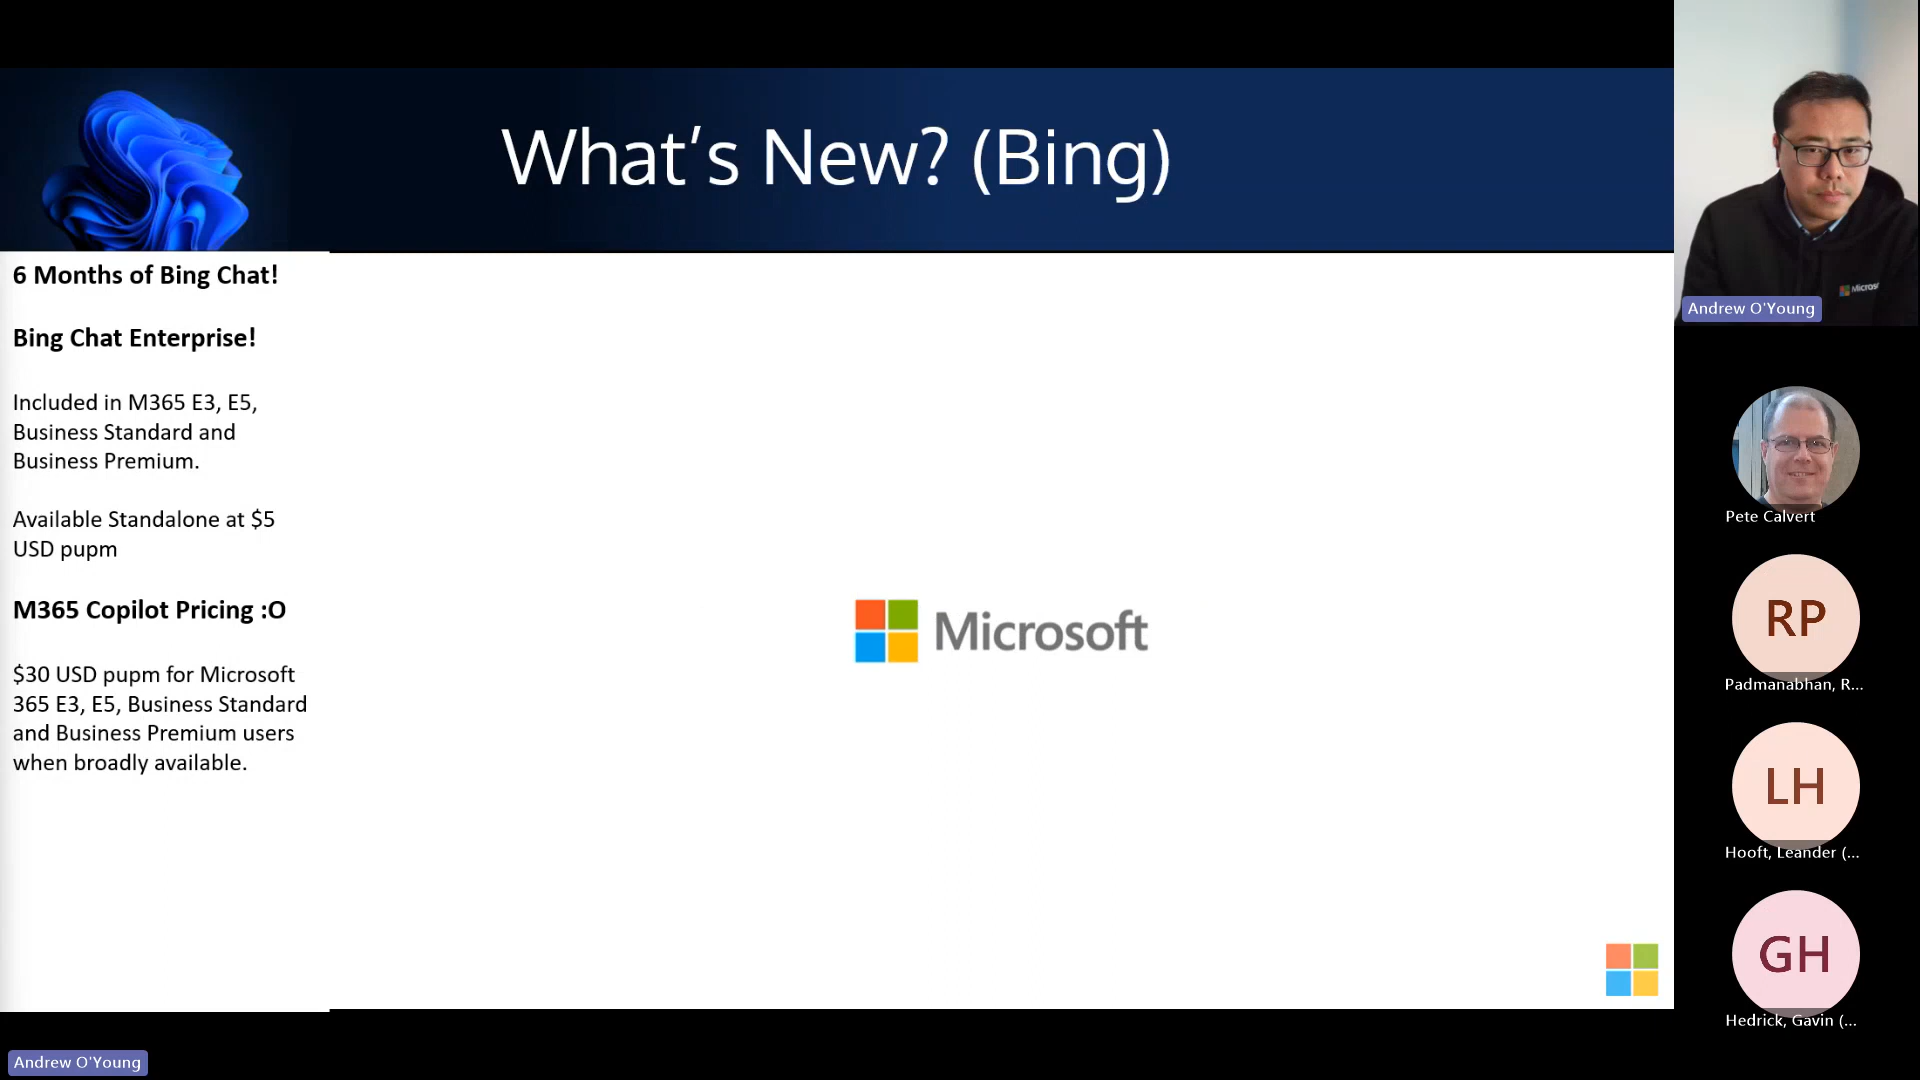 What's New? (Bing)
6 Months of Bing Chat!
Bing Chat Enterprise!
Included in M365 E3, E5,
Business Standard and
Business Premium.
Available Standalone at $5
USD pupm
M365 Copilot Pricing :O
$30 USD pupm for Microsoft
365 E3, E5, Business Standard
and Business Premium users
when broadly available.
Microsoft
Andrew O'Young
Micros
Andrew O'Young
Pete Calvert
RP
Padmanabhan, R...
LH
Hooft, Leander (...
GH
Hedrick, Gavin (...